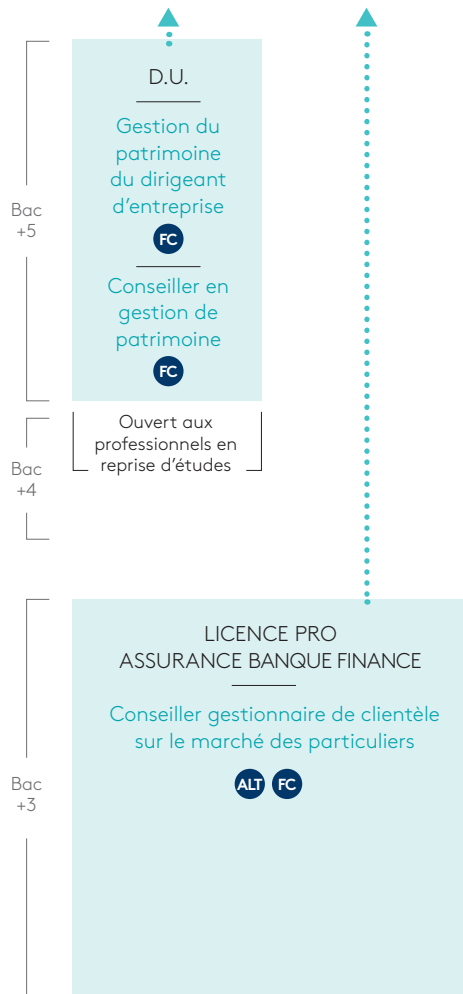 D.U.
Gestion du
patrimoine
du dirigeant
d’entreprise
FC
Conseiller en
gestion de
patrimoine
FC
Bac
+5
Ouvert aux
professionnels en
reprise d’études
Bac
+4
LICENCE PRO
ASSURANCE BANQUE FINANCE
Conseiller gestionnaire de clientèle
sur le marché des particuliers
ALT FC
Bac
+3